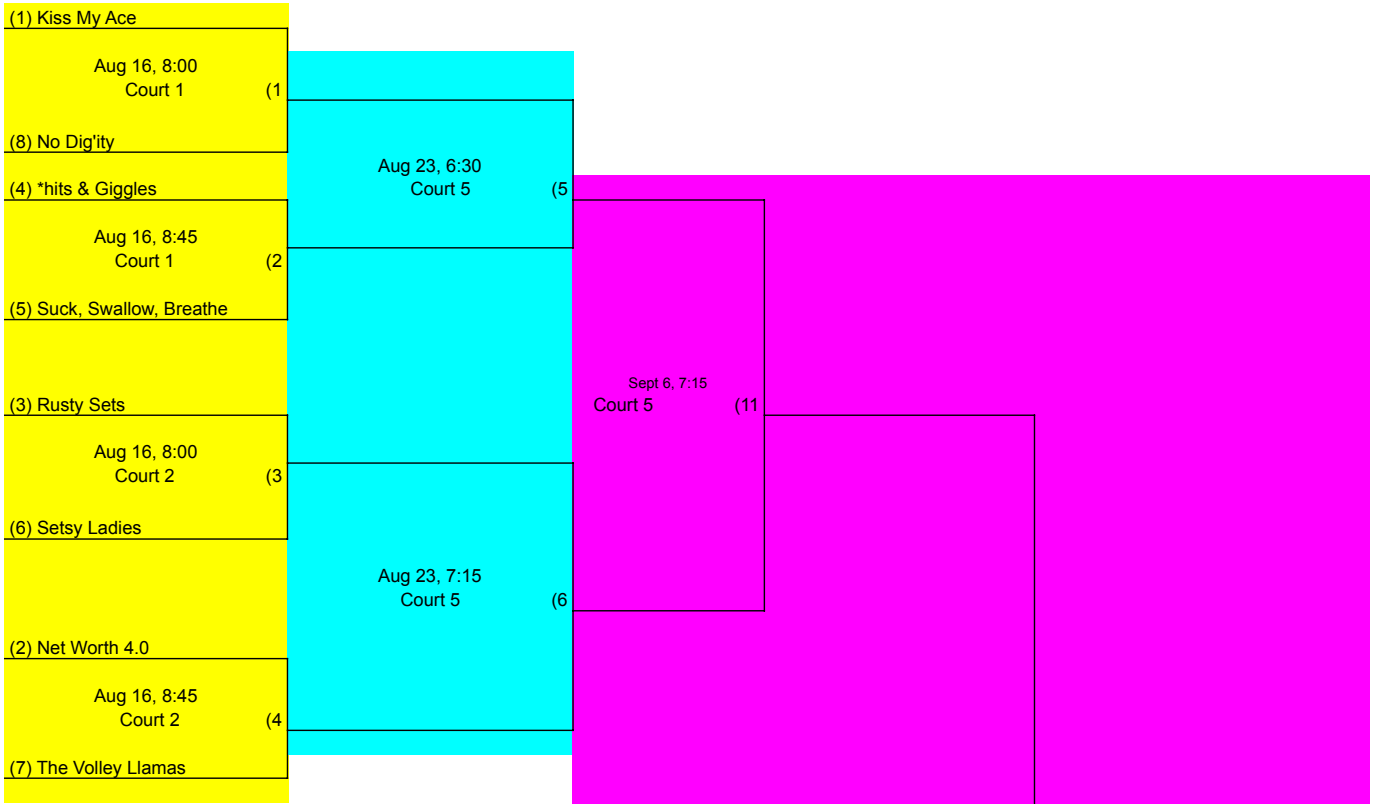 (1) Kiss My Ace
Aug 16, 8:00
Court 1 (1
(8) No Dig'ity
(4) *hits & Giggles
Aug 16, 8:45
Court 1 (2
(5) Suck, Swallow, Breathe
(3) Rusty Sets
Aug 16, 8:00
Court 2 (3
(6) Setsy Ladies
(2) Net Worth 4.0
Aug 16, 8:45
Court 2 (4
(7) The Volley Llamas
Aug 23, 6:30
Court 5 (5
Aug 23, 7:15
Court 5 (6
Sept 6, 7:15
Court 5 (11